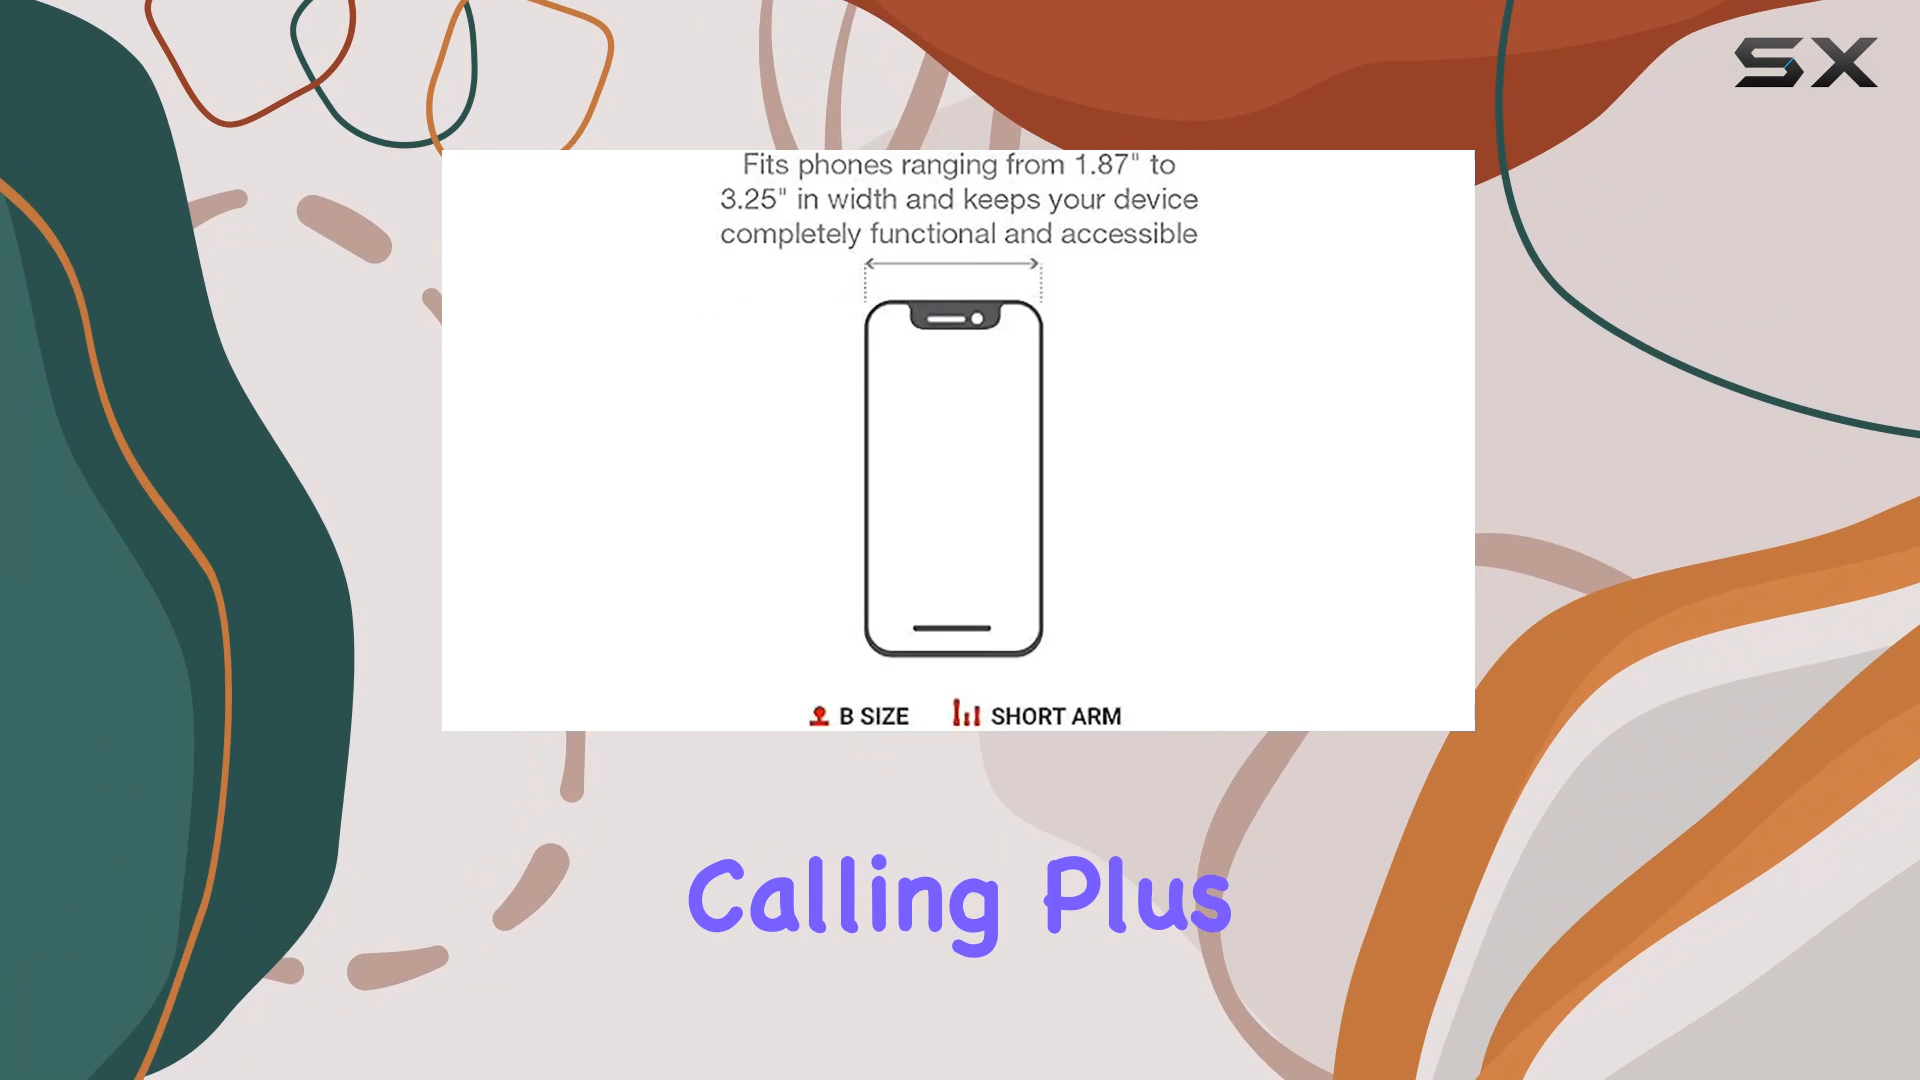 SX
Fits phones ranging from 1.87" to
3.25" in width and keeps your device
completely functional and accessible
B SIZE SHORT ARM
Calling Plus